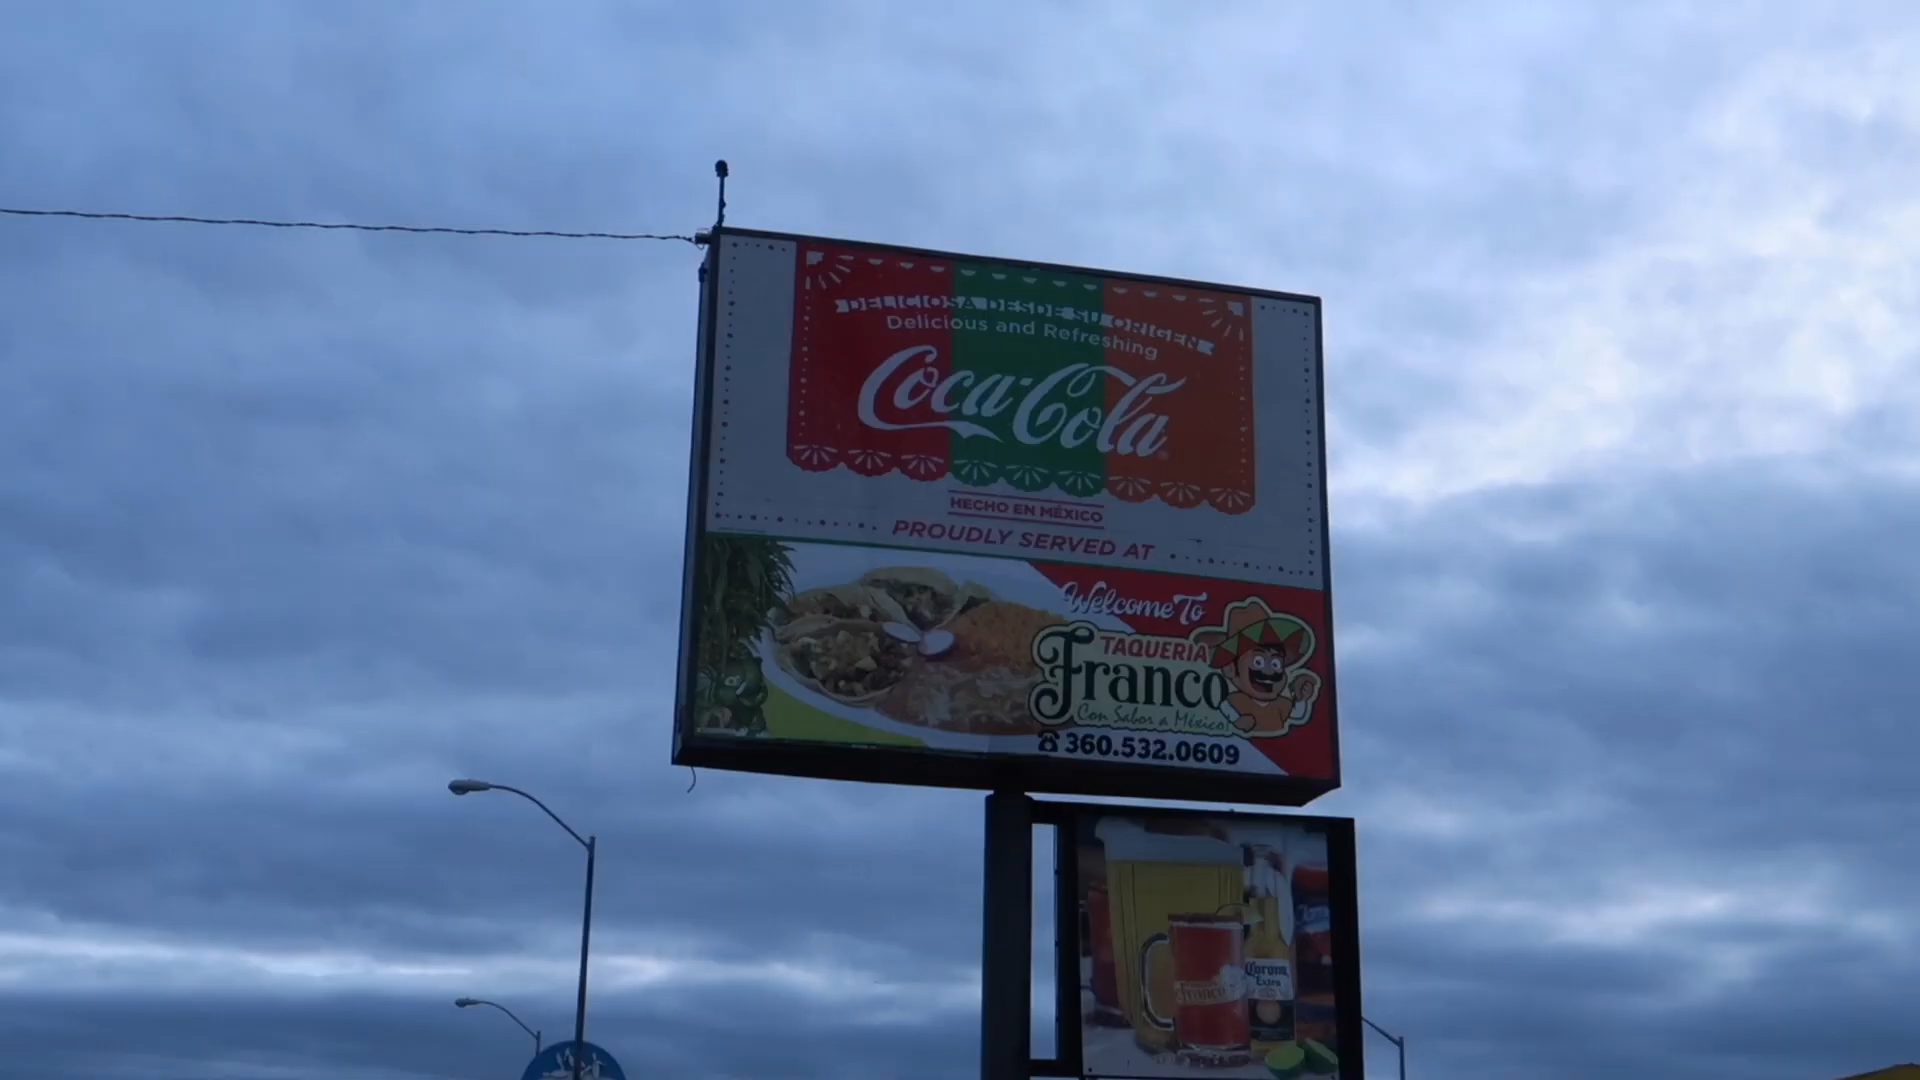 DELICIOSA DESDE SU ORIGEN
Delicious and Refreshing
Coca-Cola
HECHO EN MÉXICO
PROUDLY SERVED AT
Welcome To
TAQUERIA
Franco
Con Sabor a México!
360.532.0609
Corona
Extra
Franco